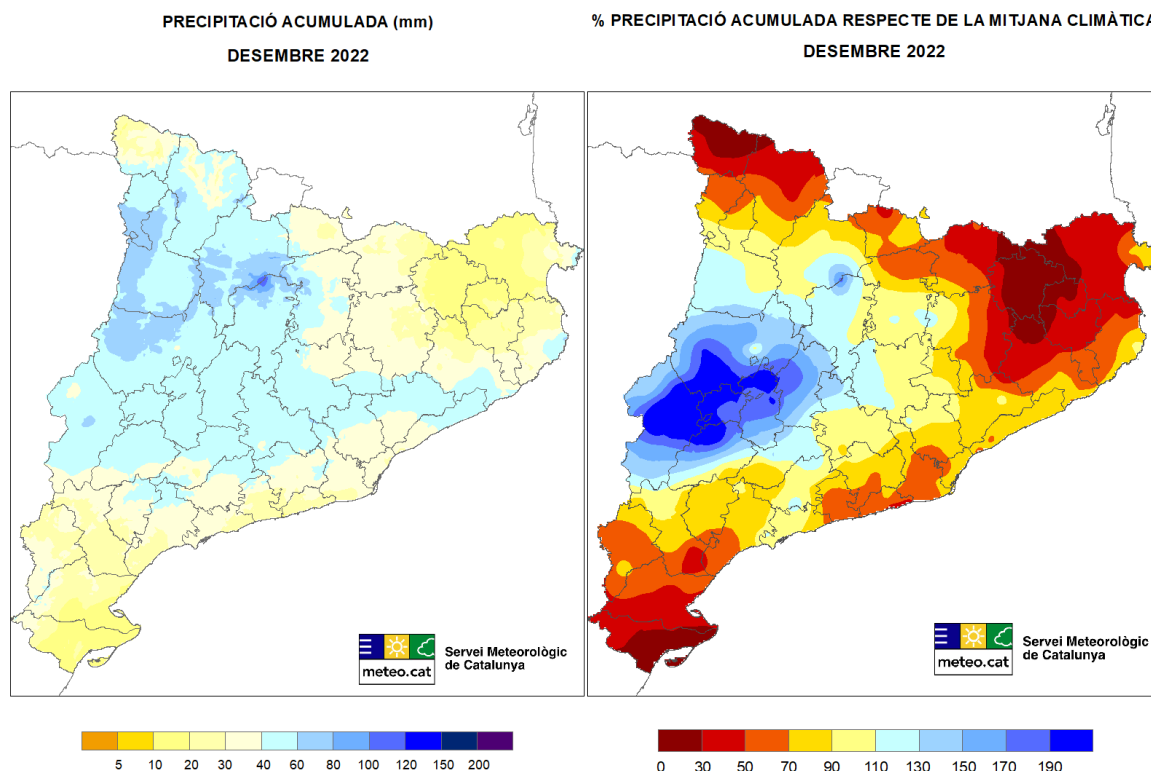 PRECIPITACIÓ ACUMULADA (mm)
DESEMBRE 2022
% PRECIPITACIÓ ACUMULADA RESPECTE DE LA MITJANA CLIMÀTICA
DESEMBRE 2022
meteo.cat
Servei Meteorològic
de Catalunya
meteo.cat
Servei Meteorològic
de Catalunya
5 10 20 30 40 60 80 100 120 150 200
0 30 50 70 90 110 130 150 170 190